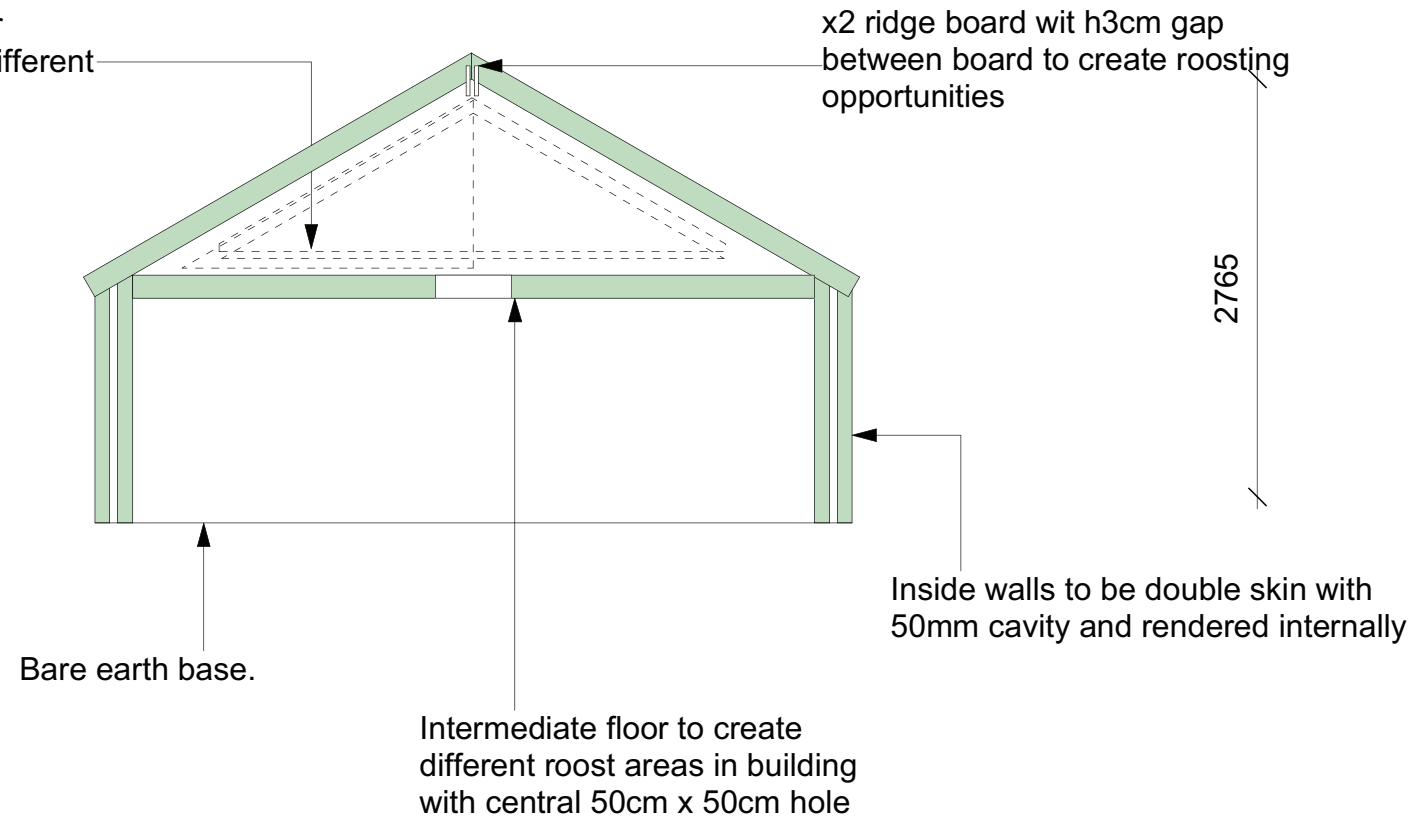 ifferent
x2 ridge board wit h3cm gap
between board to create roosting
opportunities
2765
Inside walls to be double skin with
50mm cavity and rendered internally
Bare earth base.
Intermediate floor to create
different roost areas in building
with central 50cm x 50cm hole